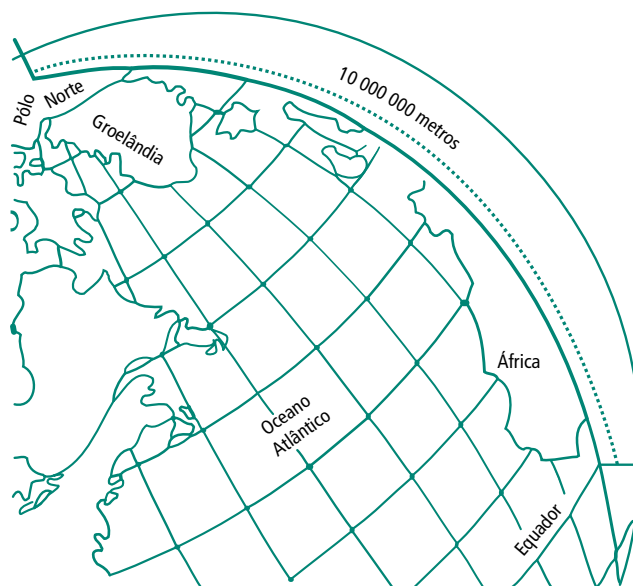 10 000 000 metros
Pólo
Norte
Groelândia
África
Oceano
Atlântico
Equador